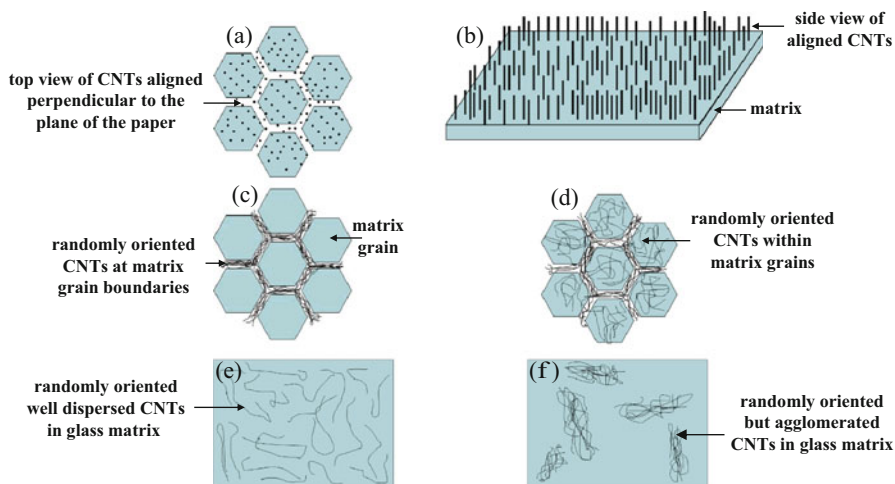 (a)
top view of CNTs aligned
perpendicular to the
plane of the paper
(b)
side view of
aligned CNTs
matrix
(c)
randomly oriented
CNTs at matrix
grain boundaries
matrix
grain
(d)
randomly oriented
CNTs within
matrix grains
(e)
randomly oriented
well dispersed CNTs
in glass matrix
(f)
randomly oriented
but agglomerated
CNTs in glass matrix